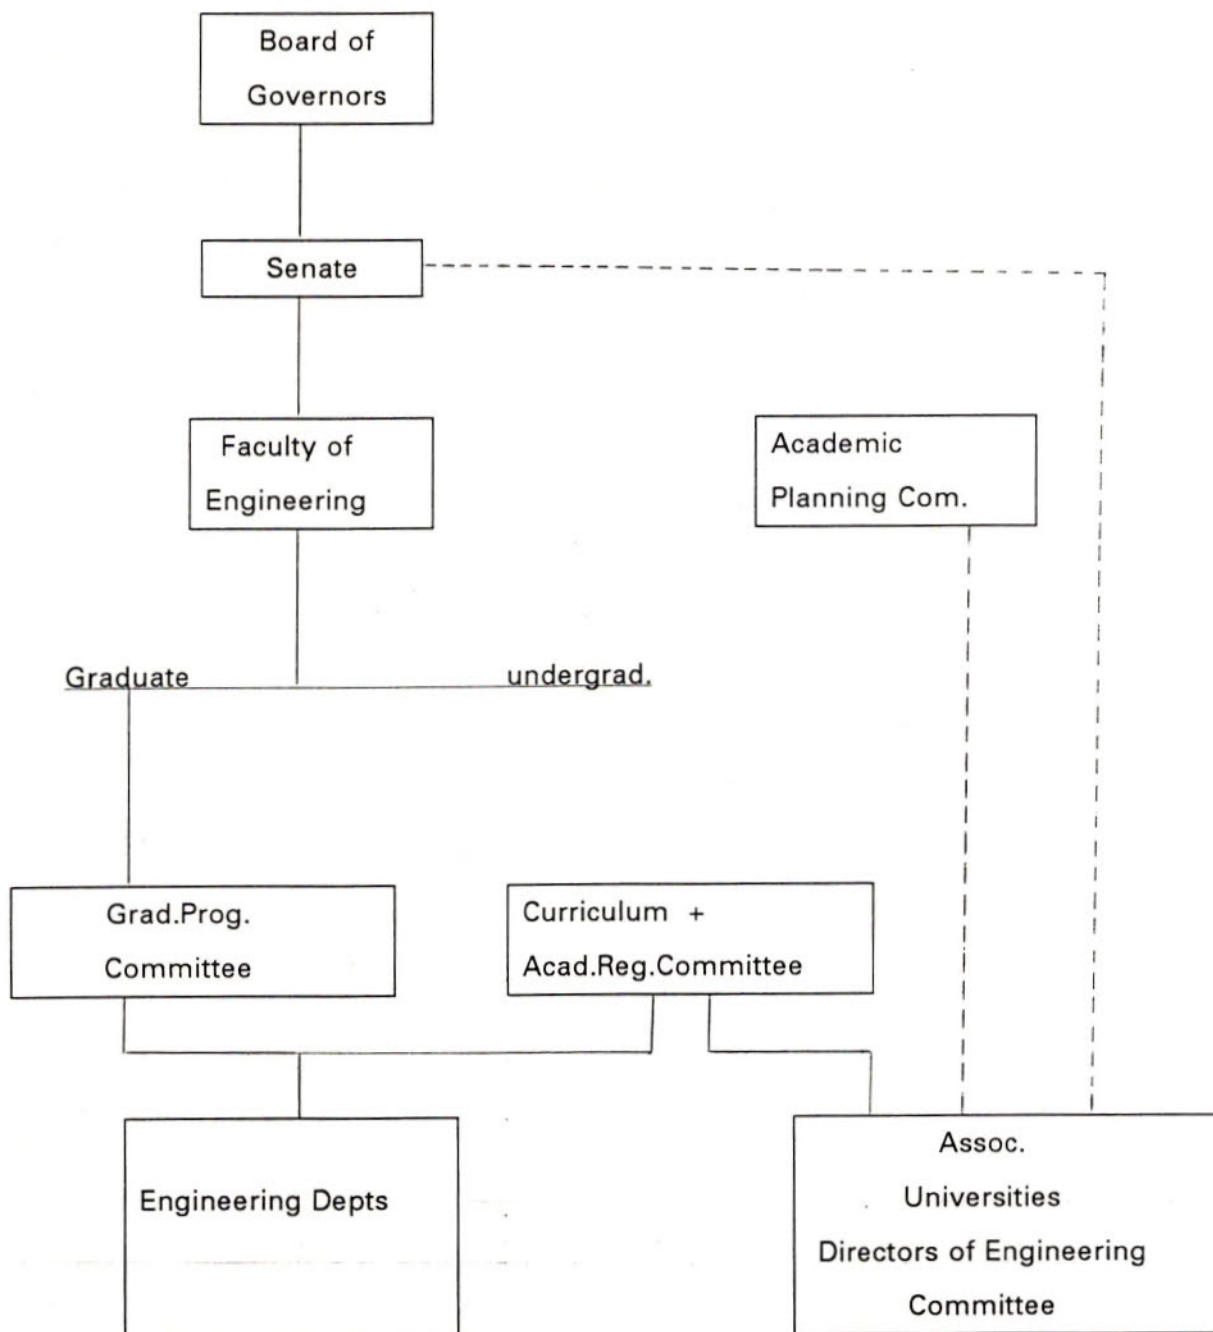 Board of
Governors
Senate
Faculty of
Engineering
Academic
Planning Com.
Graduate
undergrad.
Grad.Prog.
Committee
Curriculum +
Acad.Reg.Committee
Engineering Depts
Assoc.
Universities
Directors of Engineering
Committee